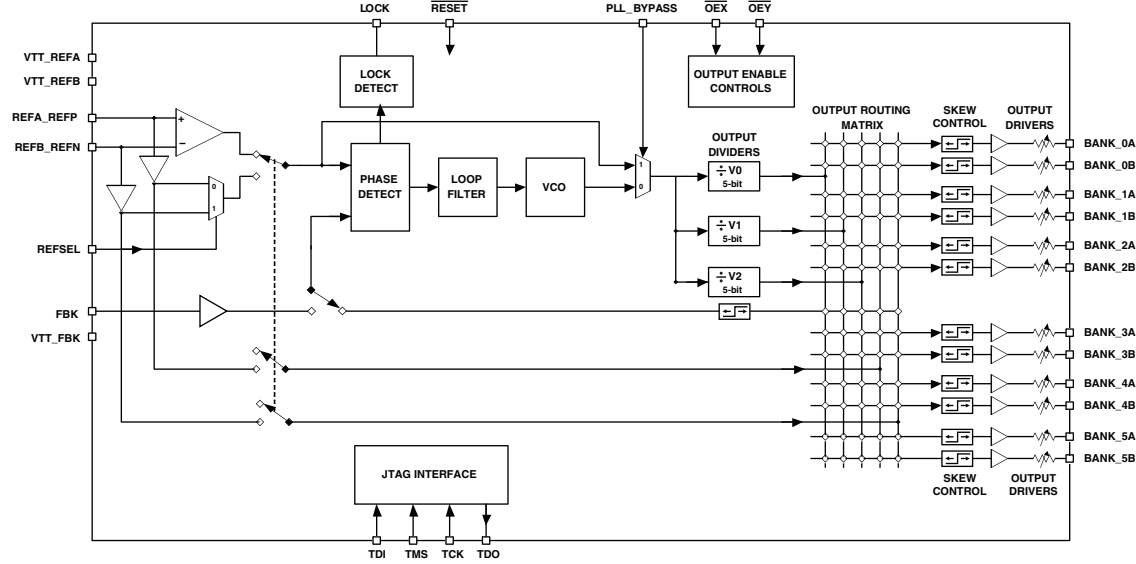 LOCK
RESET
PLL_BYPASS
OEX
OEY
VTT_REFA
VTT_REFB
REFA_REFP
REFB_REFN
REFSEL
FBK
VTT_FBK
+
−
0
1
LOCK
DETECT
PHASE
DETECT
LOOP
FILTER
VCO
1
0
OUTPUT ENABLE
CONTROLS
OUTPUT
DIVIDERS
÷ V0
5-bit
÷ V1
5-bit
÷ V2
5-bit
OUTPUT ROUTING
MATRIX
SKEW
CONTROL
OUTPUT
DRIVERS
BANK_0A
BANK_0B
BANK_1A
BANK_1B
BANK_2A
BANK_2B
BANK_3A
BANK_3B
BANK_4A
BANK_4B
BANK_5A
BANK_5B
SKEW
CONTROL
OUTPUT
DRIVERS
JTAG INTERFACE
TDI
TMS
TCK
TDO